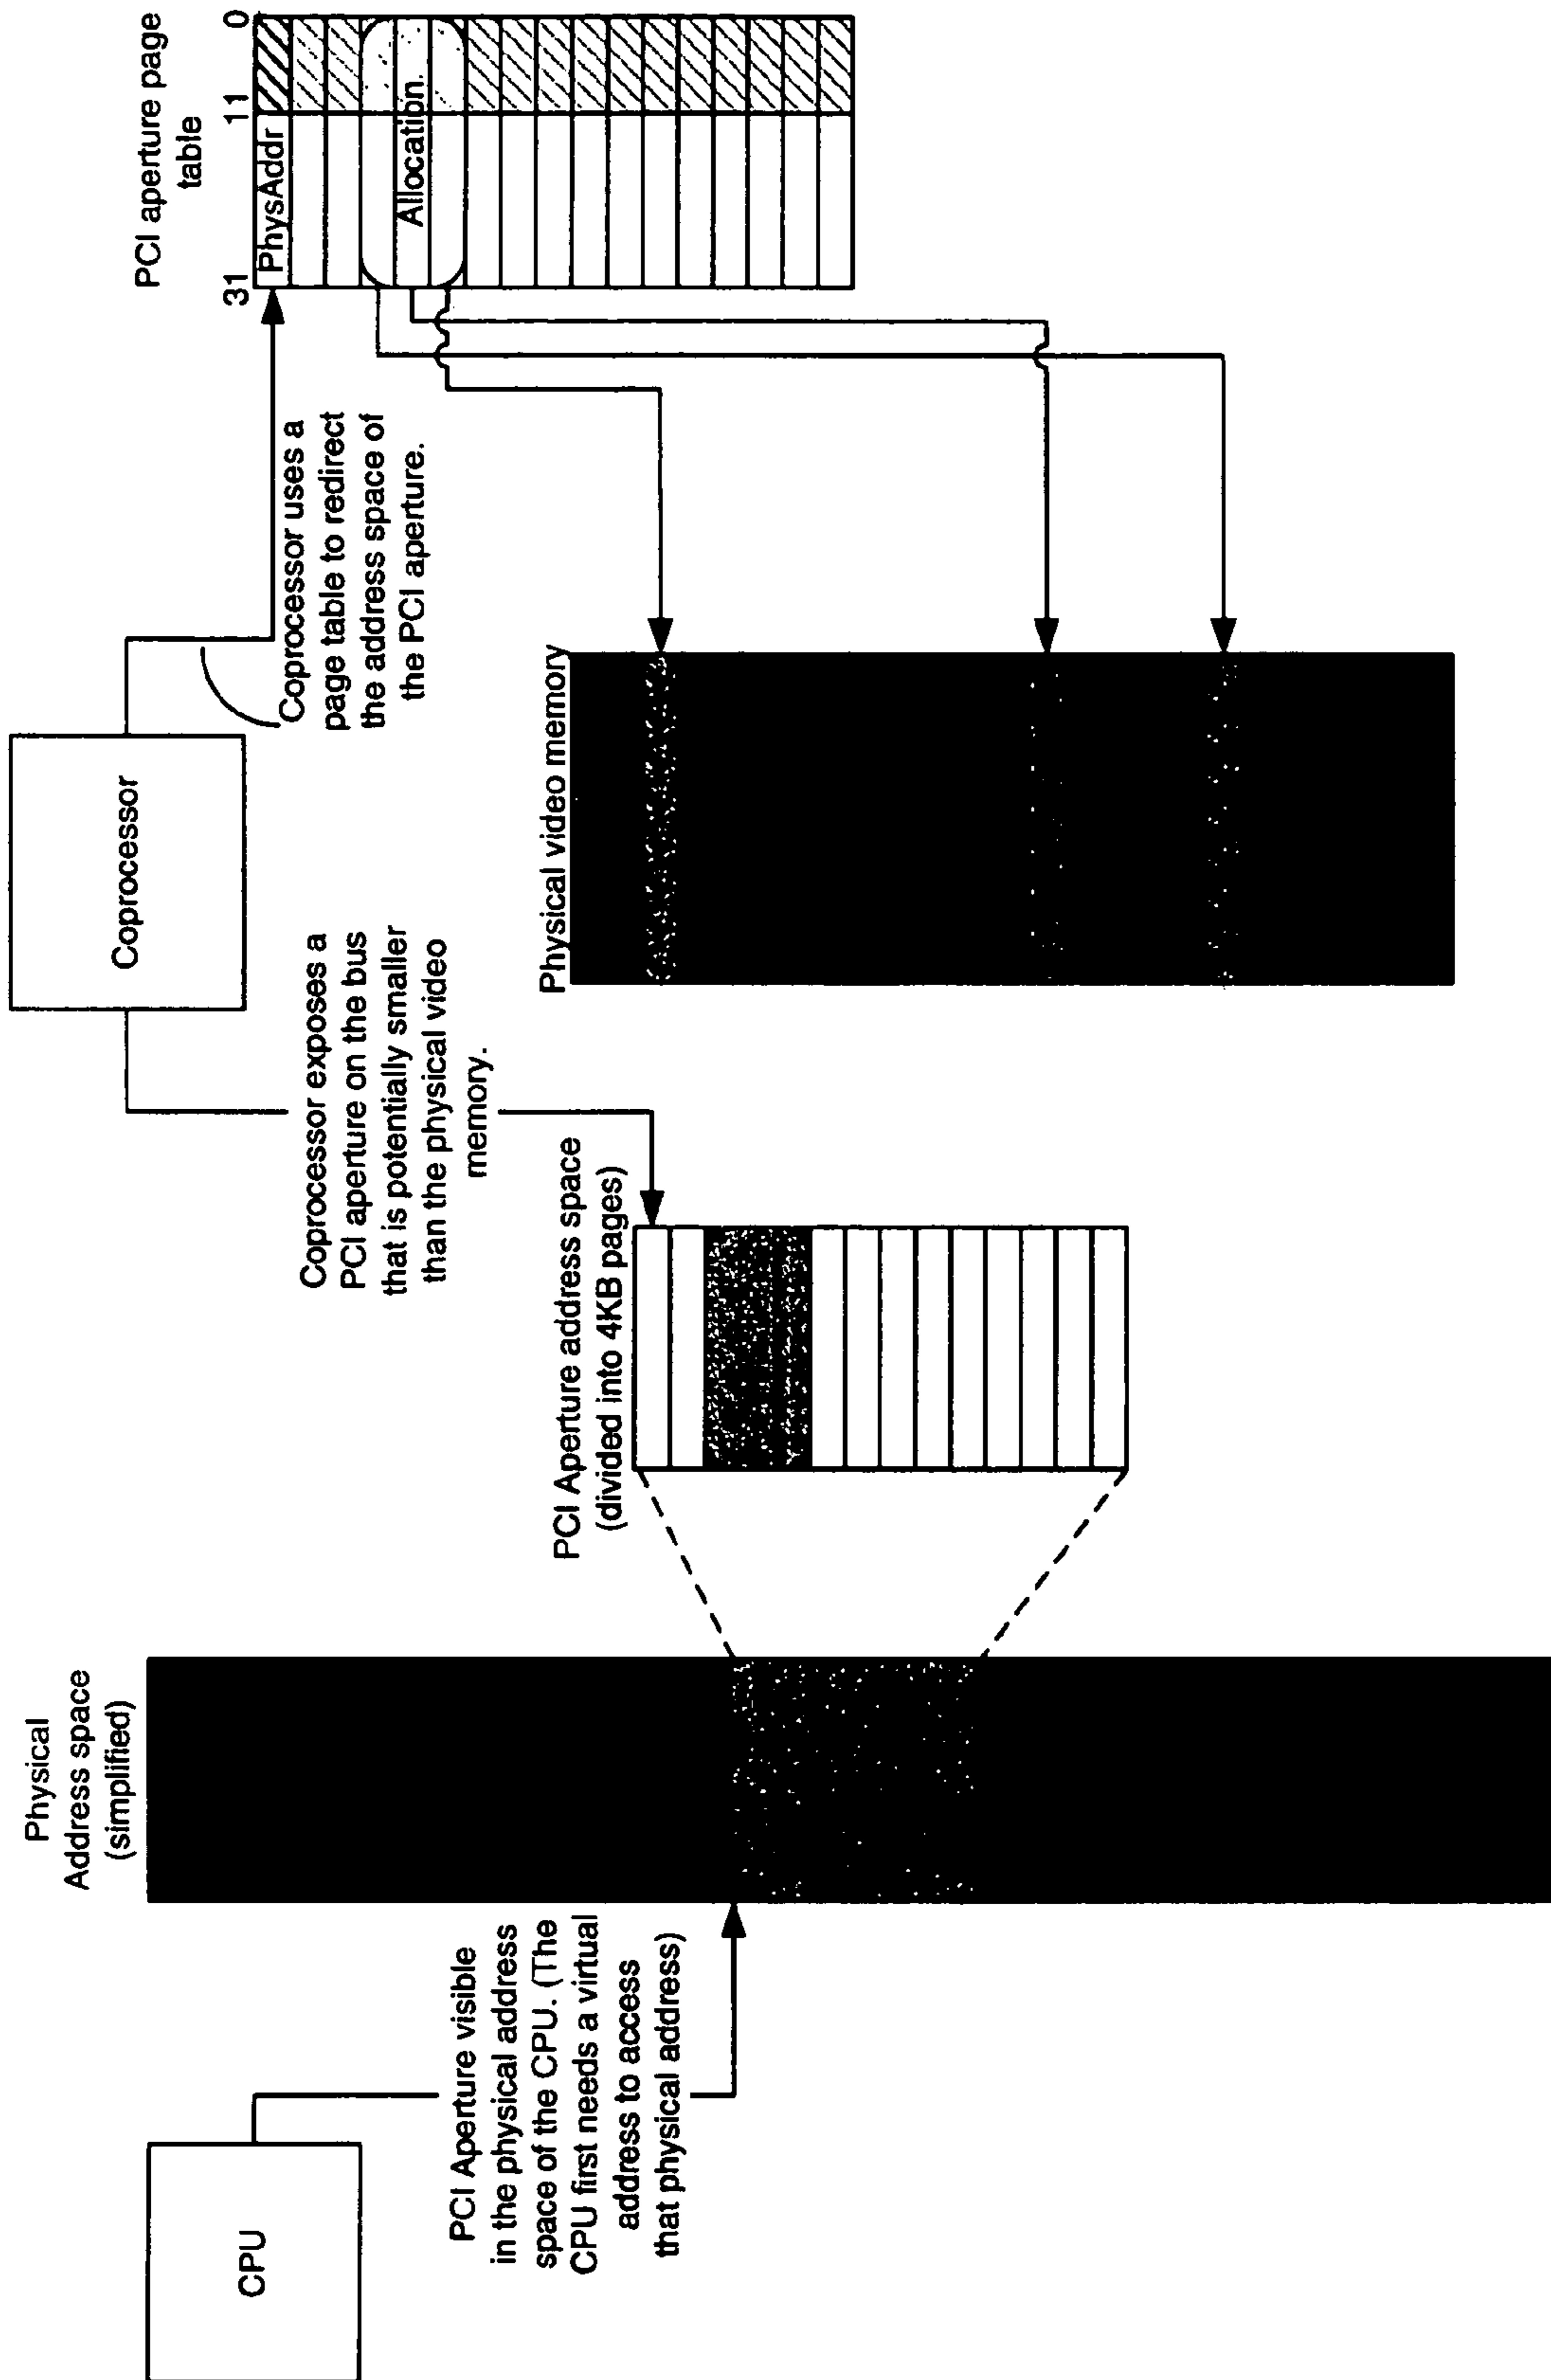 CPU
PCI Aperture visible
in the physical address
space of the CPU. (The
CPU first needs a virtual
address to access
that physical address)
Physical
Address space
(simplified)
PCI Aperture address space
(divided into 4KB pages)
Coprocessor exposes a
PCI aperture on the bus
that is potentially smaller
than the physical video
memory.
Coprocessor
Coprocessor uses a
page table to redirect
the address space of
the PCI aperture.
Physical video memory
PCI aperture page
table
31
11
0
PhysAddr
Allocation.